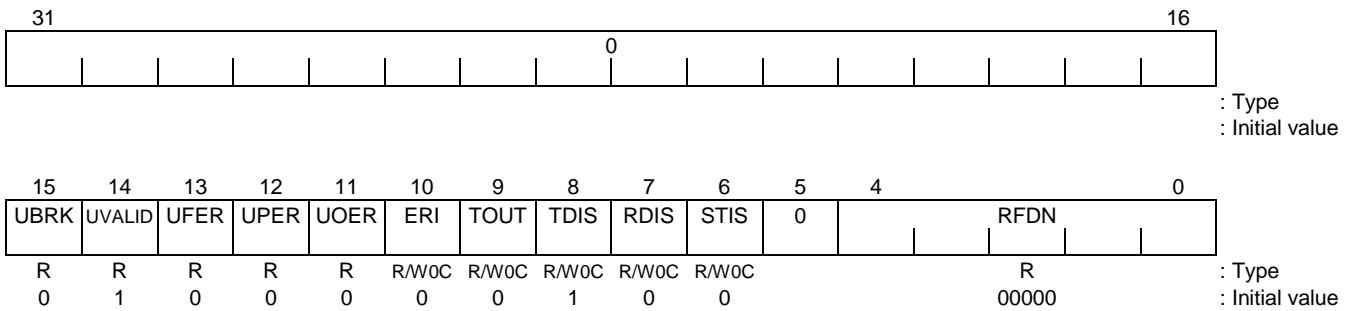 31 16
0
: Type
: Initial value
15 14 13 12 11 10 9 8 7 6 5 4 0
UBRK UVALID UFER UPER UOER ERI TOUT TDIS RDIS STIS 0 RFDN
R R R R R R/W0C R/W0C R/W0C R/W0C R/W0C R : Type
0 1 0 0 0 0 0 1 0 0 00000 : Initial value